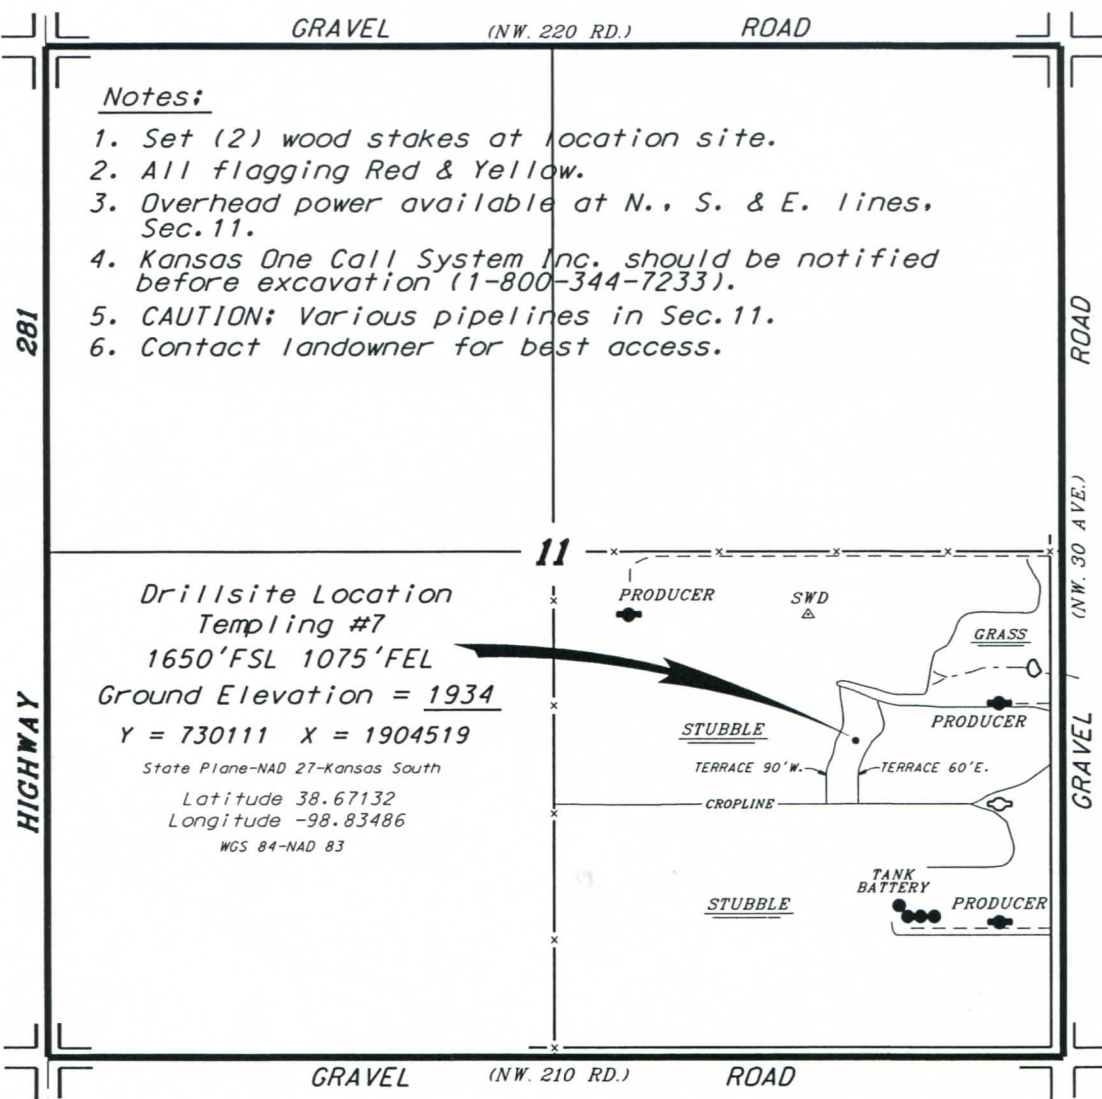 GRAVEL (NW. 220 RD.) ROAD
Notes:
1. Set (2) wood stakes at location site.
2. All flagging Red & Yellow.
3. Overhead power available at N., S. & E. lines,
Sec.11.
4. Kansas One Call System Inc. should be notified
before excavation (1-800-344-7233).
5. CAUTION: Various pipelines in Sec.11.
6. Contact landowner for best access.
HIGHWAY 281
GRAVEL (NW. 30 AVE.) ROAD
11
Drillsite Location
Templing #7
1650'FSL 1075'FEL
Ground Elevation = 1934
Y = 730111 X = 1904519
State Plane-NAD 27-Kansas South
Latitude 38.67132
Longitude -98.83486
WGS 84-NAD 83
PRODUCER
SWD
GRASS
PRODUCER
STUBBLE
TERRACE 90'W.
TERRACE 60'E.
CROPLINE
TANK
BATTERY
STUBBLE
PRODUCER
GRAVEL (NW. 210 RD.) ROAD